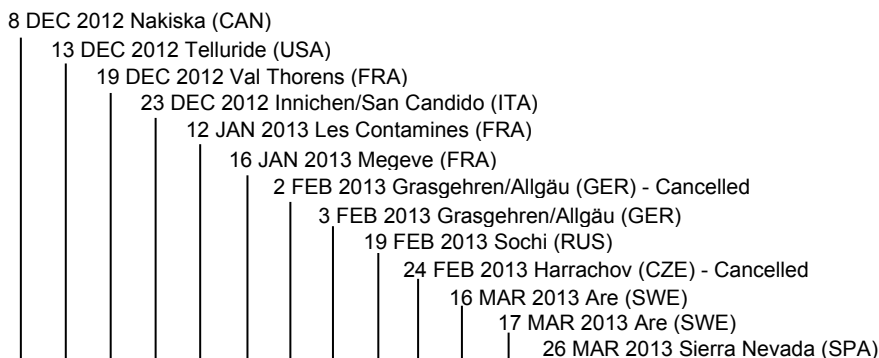 8 DEC 2012 Nakiska (CAN)
13 DEC 2012 Telluride (USA)
19 DEC 2012 Val Thorens (FRA)
23 DEC 2012 Innichen/San Candido (ITA)
12 JAN 2013 Les Contamines (FRA)
16 JAN 2013 Megeve (FRA)
2 FEB 2013 Grasgehren/Allgäu (GER) - Cancelled
3 FEB 2013 Grasgehren/Allgäu (GER)
19 FEB 2013 Sochi (RUS)
24 FEB 2013 Harrachov (CZE) - Cancelled
16 MAR 2013 Are (SWE)
17 MAR 2013 Are (SWE)
26 MAR 2013 Sierra Nevada (SPA)